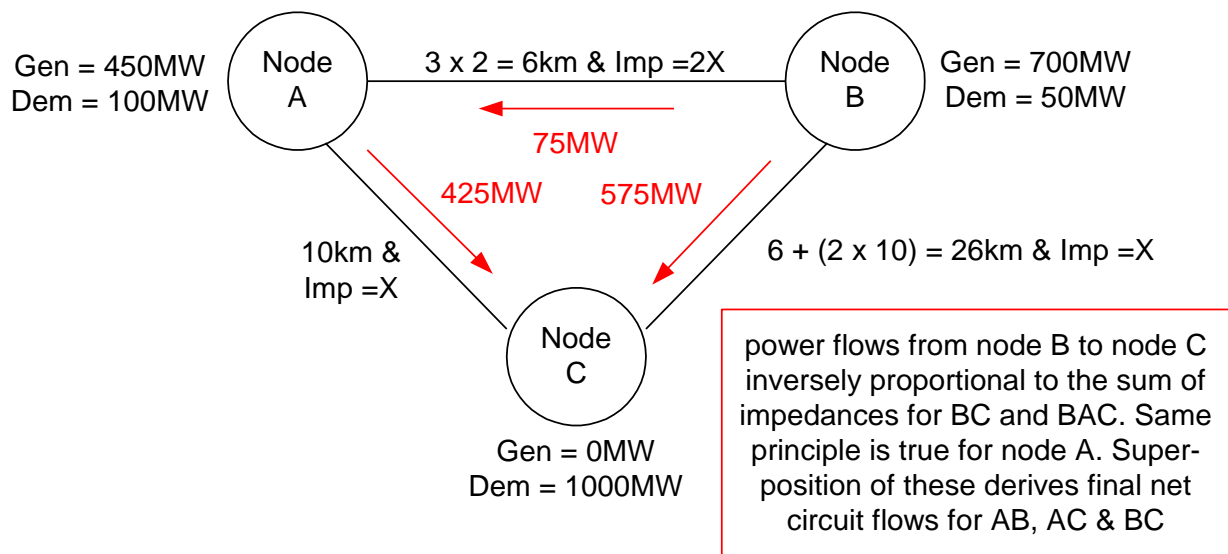 Node
A
Gen = 450MW
Dem = 100MW
3 x 2 = 6km & Imp =2X
Node
B
Gen = 700MW
Dem = 50MW
75MW
425MW
575MW
10km &
Imp =X
6 + (2 x 10) = 26km & Imp =X
Node
C
Gen = 0MW
Dem = 1000MW
power flows from node B to node C
inversely proportional to the sum of
impedances for BC and BAC. Same
principle is true for node A. Super-
position of these derives final net
circuit flows for AB, AC & BC